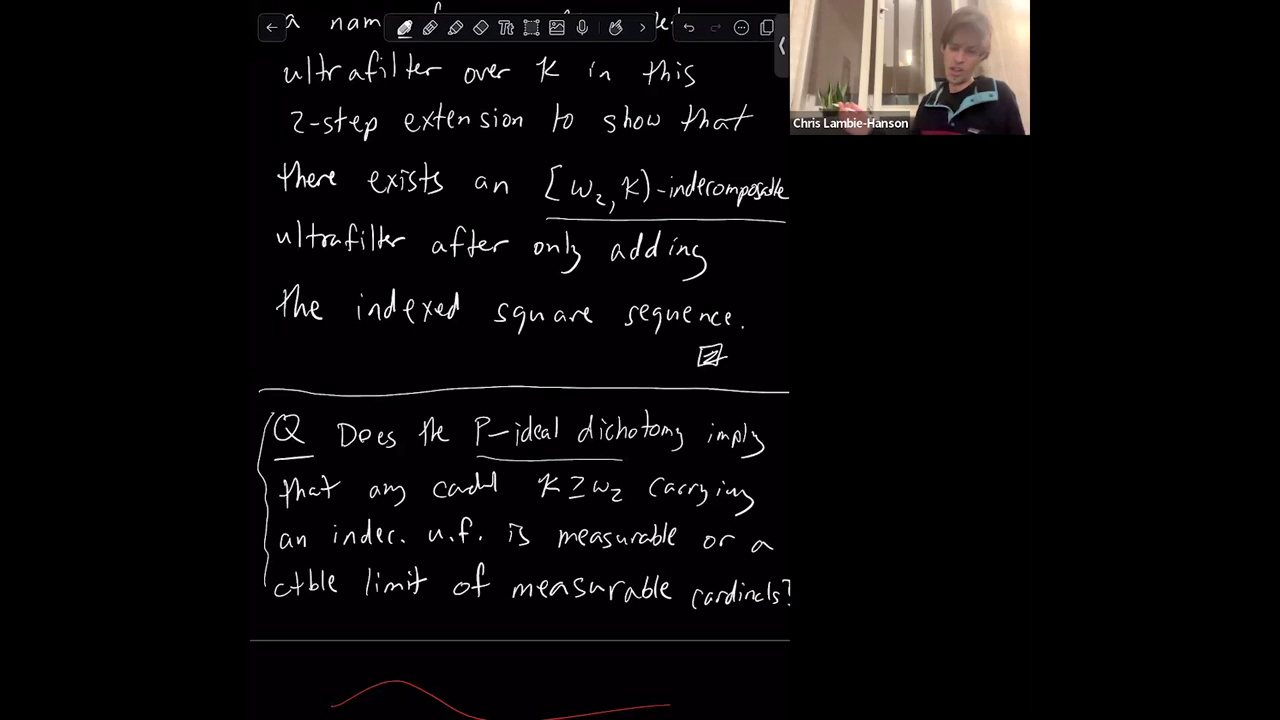 a name
ultrafilter over K in this
2-step extension to show that
there exists an [ω₂, K)-indecomposable
ultrafilter after only adding
the indexed square sequence.
Q Does the P-ideal dichotomy imply
that any cardl K ≥ ω₂ carrying
an indec. u.f. is measurable or a
ctble limit of measurable cardinals?
Chris Lambie-Hanson